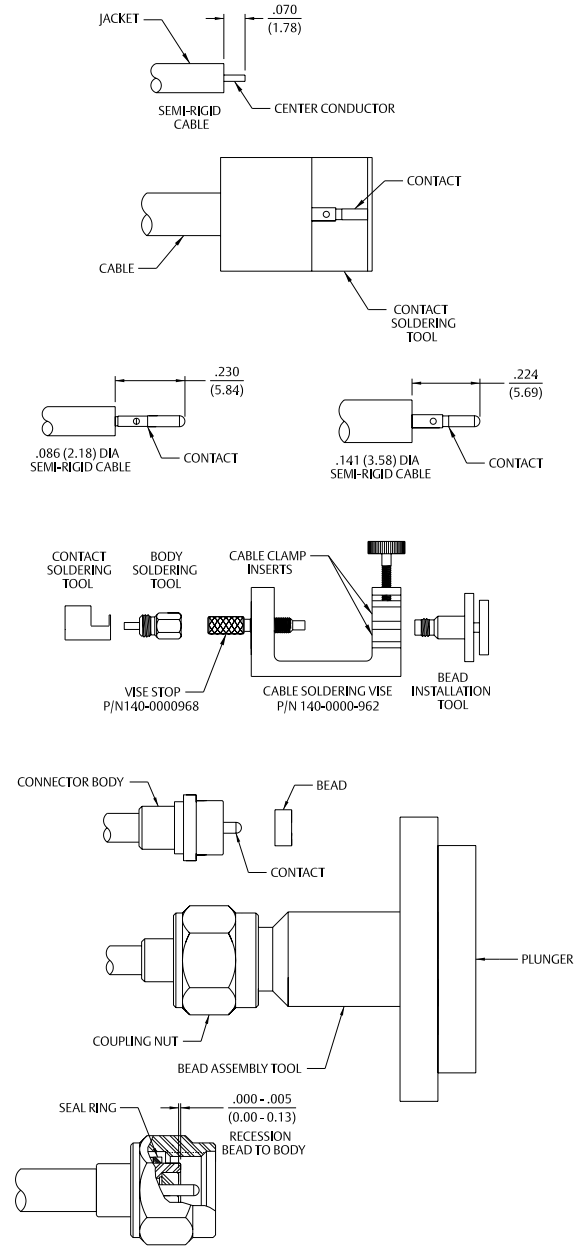 .070
(1.78)
JACKET
SEMI-RIGID
CABLE
CENTER CONDUCTOR
CONTACT
CABLE
CONTACT
SOLDERING
TOOL
.230
(5.84)
.086 (2.18) DIA
SEMI-RIGID CABLE
CONTACT
.224
(5.69)
.141 (3.58) DIA
SEMI-RIGID CABLE
CONTACT
CONTACT
SOLDERING
TOOL
BODY
SOLDERING
TOOL
CABLE CLAMP
INSERTS
VISE STOP
P/N140-0000968
CABLE SOLDERING VISE
P/N 140-0000-962
BEAD
INSTALLATION
TOOL
CONNECTOR BODY
BEAD
CONTACT
PLUNGER
COUPLING NUT
BEAD ASSEMBLY TOOL
SEAL RING
.000 - .005
(0.00 - 0.13)
RECESSION
BEAD TO BODY